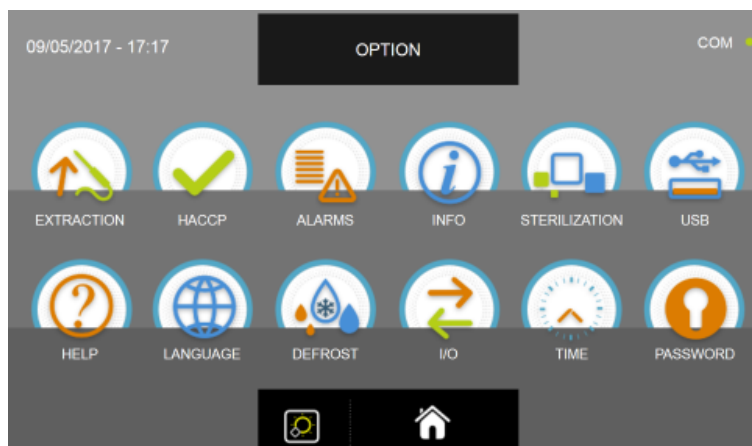 09/05/2017 - 17:17
OPTION
COM
EXTRACTION
HACCP
ALARMS
INFO
STERILIZATION
USB
HELP
LANGUAGE
DEFROST
I/O
TIME
PASSWORD